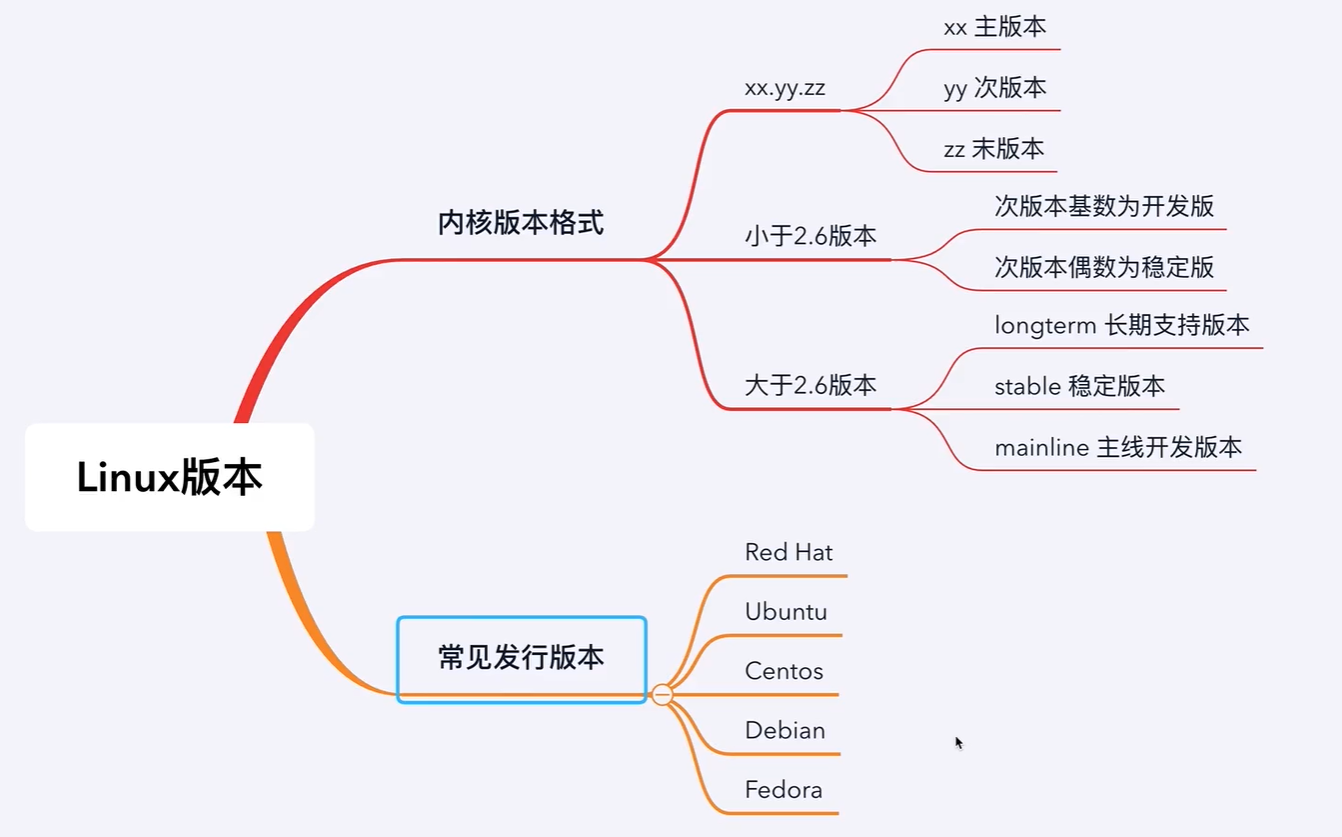 Linux版本
内核版本格式
xx.yy.zz
xx 主版本
yy 次版本
zz 末版本
小于2.6版本
次版本基数为开发版
次版本偶数为稳定版
大于2.6版本
longterm 长期支持版本
stable 稳定版本
mainline 主线开发版本
常见发行版本
Red Hat
Ubuntu
Centos
Debian
Fedora